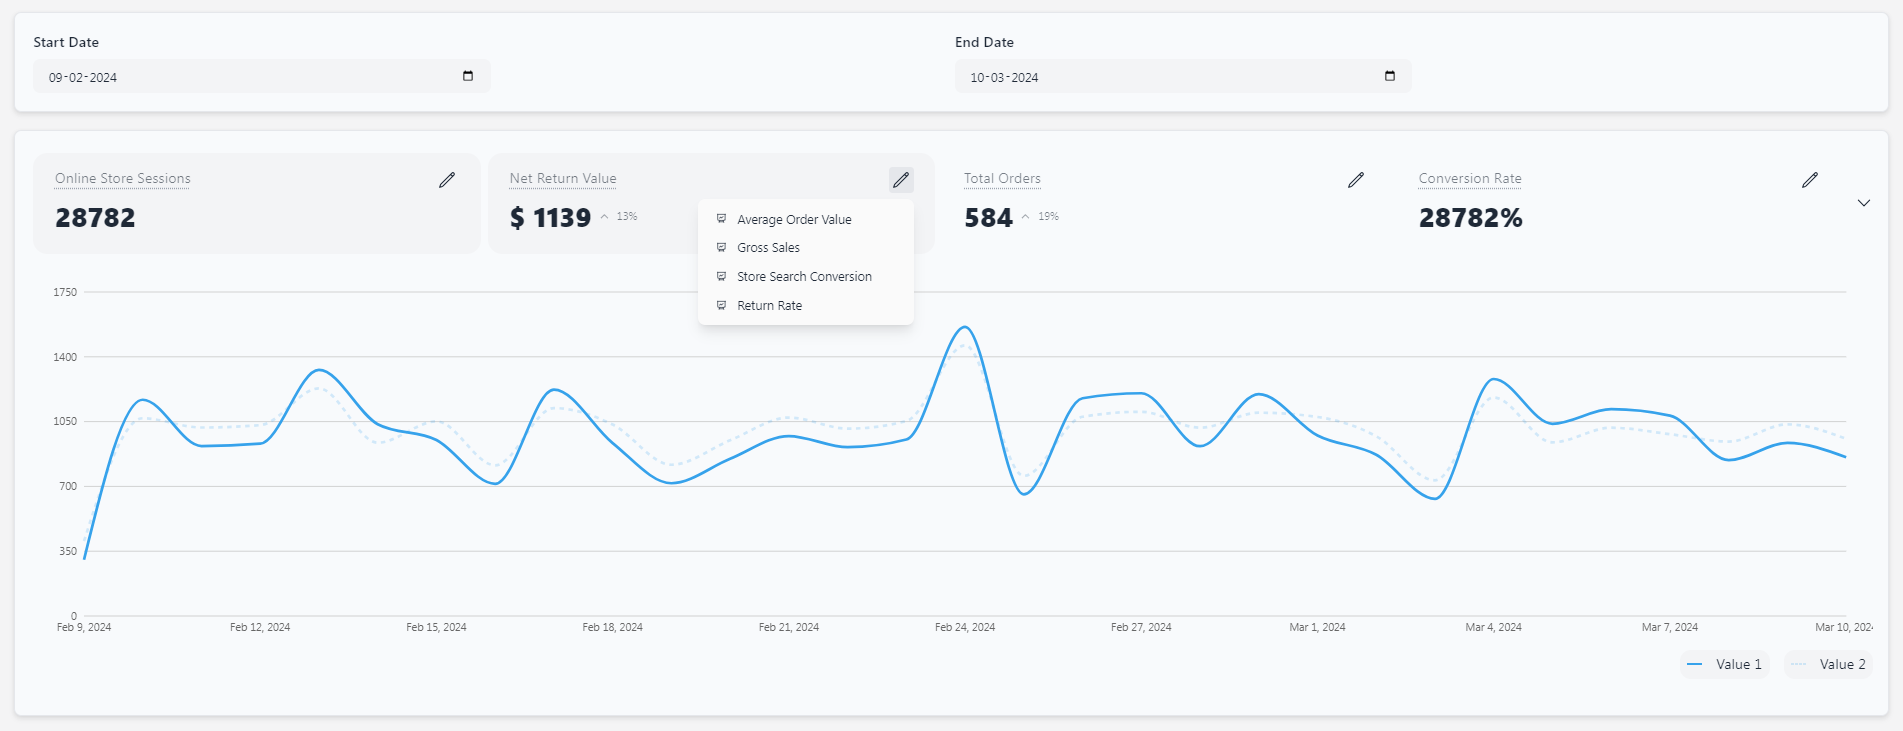 Start Date
End Date
09-02-2024
10-03-2024
Online Store Sessions
28782
Net Return Value
$ 1139 13%
Average Order Value
Gross Sales
Store Search Conversion
Return Rate
Total Orders
584 19%
Conversion Rate
28782%
1750
1400
1050
700
350
0
Feb 9, 2024
Feb 12, 2024
Feb 15, 2024
Feb 18, 2024
Feb 21, 2024
Feb 24, 2024
Feb 27, 2024
Mar 1, 2024
Mar 4, 2024
Mar 7, 2024
Mar 10, 2024
Value 1
Value 2